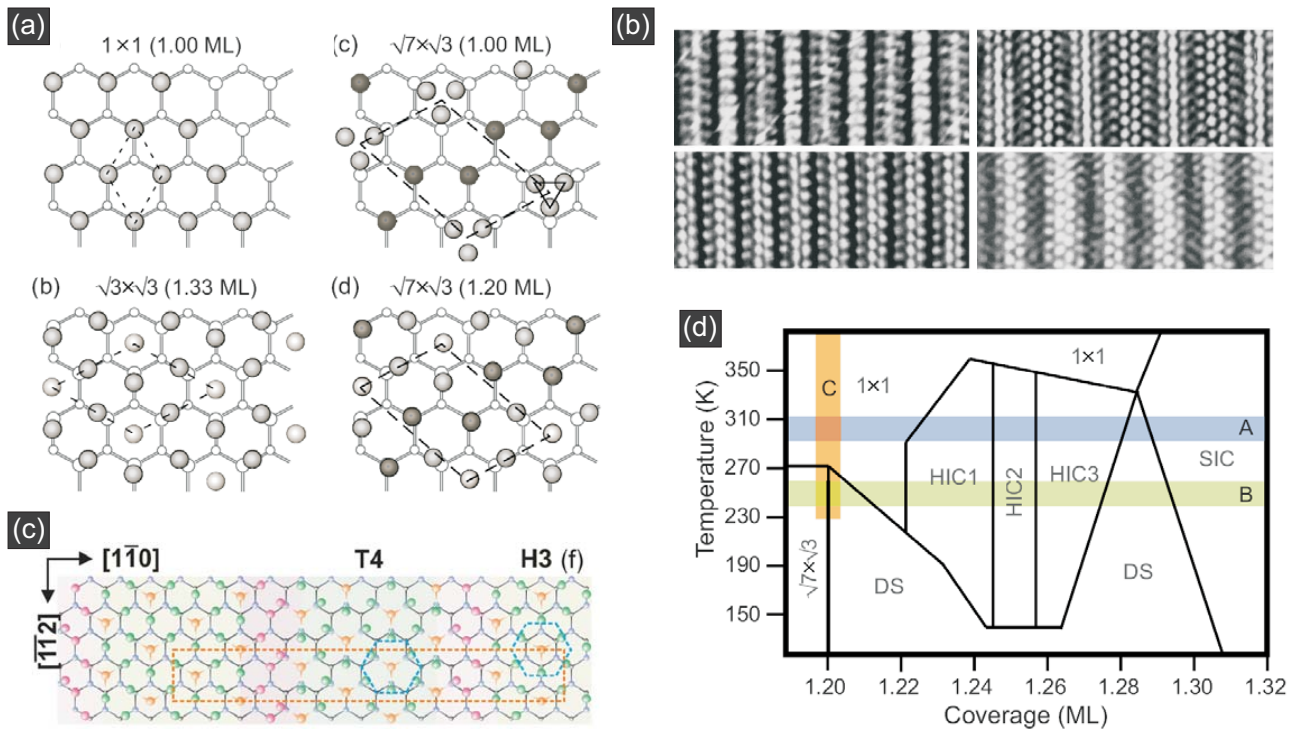 (a)
1×1 (1.00 ML)
(c)
√7×√3 (1.00 ML)
(b)
√3×√3 (1.33 ML)
(d)
√7×√3 (1.20 ML)
(b)
(c)
[11̅0]
T4
H3 (f)
[1̅1̅2]
(d)
Temperature (K)
350
310
270
230
190
150
C
1×1
1×1
A
SIC
B
HIC1
HIC2
HIC3
√7×√3
DS
DS
1.20
1.22
1.24
1.26
1.28
1.30
1.32
Coverage (ML)